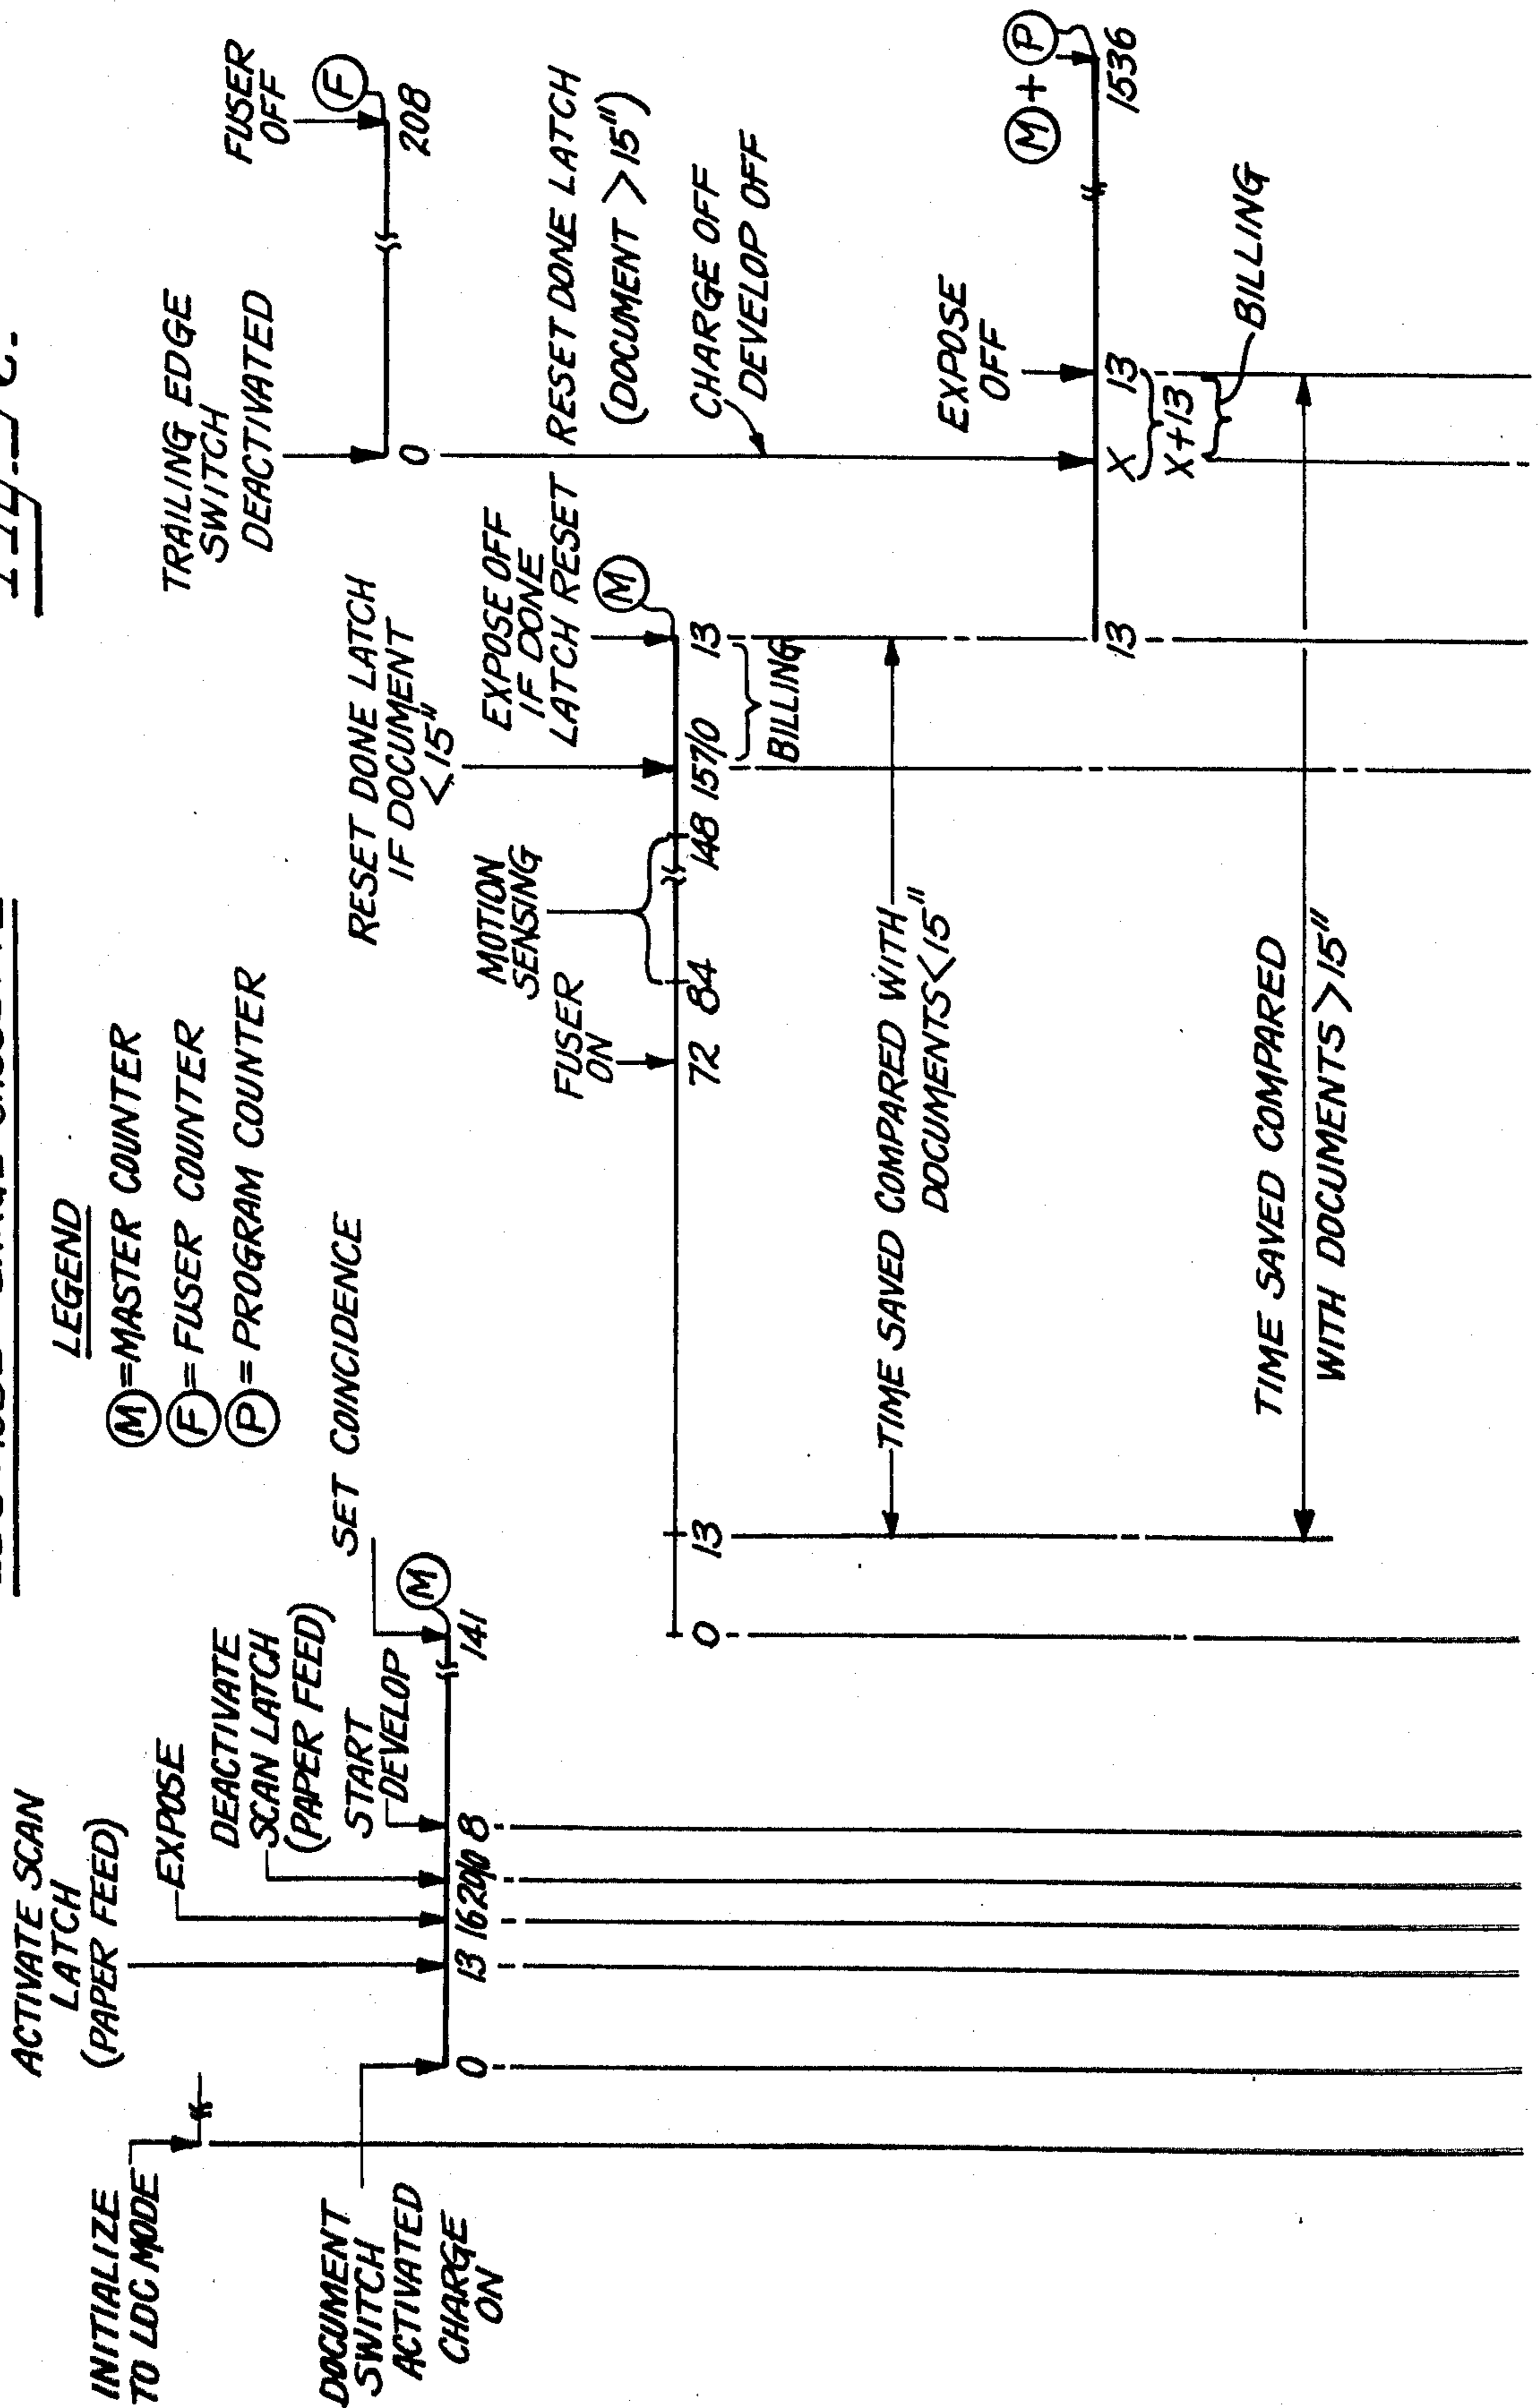 LEGEND
(M)=MASTER COUNTER
(F)=FUSER COUNTER
(P)=PROGRAM COUNTER
INITIALIZE
TO LDC MODE
ACTIVATE SCAN
LATCH
(PAPER FEED)
EXPOSE
DEACTIVATE
SCAN LATCH
(PAPER FEED)
START
DEVELOP
SET COINCIDENCE
(M)
DOCUMENT
SWITCH
ACTIVATED
CHARGE
ON
0
13
16
20/0
8
141
TRAILING EDGE
SWITCH
DEACTIVATED
FUSER
OFF
(F)
0
208
RESET DONE LATCH
IF DOCUMENT
<15"
RESET DONE LATCH
(DOCUMENT >15")
CHARGE OFF
DEVELOP OFF
FUSER
ON
MOTION
SENSING
EXPOSE OFF
IF DONE
LATCH RESET
(M)
0
13
72
84
148
157/0
13
BILLING
TIME SAVED COMPARED WITH
DOCUMENTS<15"
EXPOSE
OFF
(M)+(P)
13
X
13
1536
X+13
BILLING
TIME SAVED COMPARED
WITH DOCUMENTS >15"